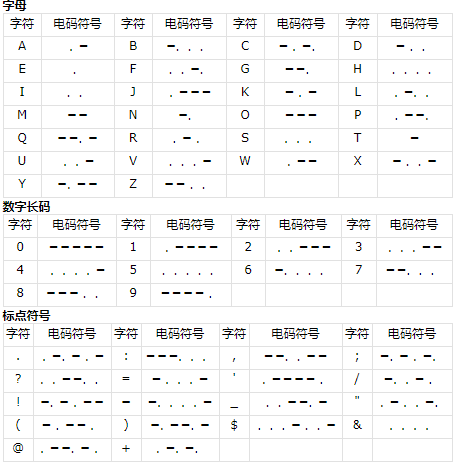 字母
字符 电码符号 字符 电码符号 字符 电码符号 字符 电码符号
A . – B –. . . C – . –. D – . .
E . F . . –. G ––. H . . . .
I . . J . ––– K – . – L . –. .
M –– N –. O ––– P . ––.
Q ––. – R . – . S . . . T –
U . . – V . . . – W . –– X – . . –
Y –. –– Z ––. .
数字长码
字符 电码符号 字符 电码符号 字符 电码符号 字符 电码符号
0 ––––– 1 . –––– 2 . . ––– 3 . . . ––
4 . . . . – 5 . . . . . 6 –. . . . 7 ––. . .
8 –––. . 9 ––––.
标点符号
字符 电码符号 字符 电码符号 字符 电码符号 字符 电码符号
. . –. – . – : –––. . . , ––. . –– ; –. – . –.
? . . ––. . = – . . . – ' . ––––. / –. . – .
! –. – . –– – –. . . . – _ . . ––. – " . – . . –.
( – . ––. ) –. ––. – $ . . . – . . – & . . . .
@ . ––. – . + . –. –.